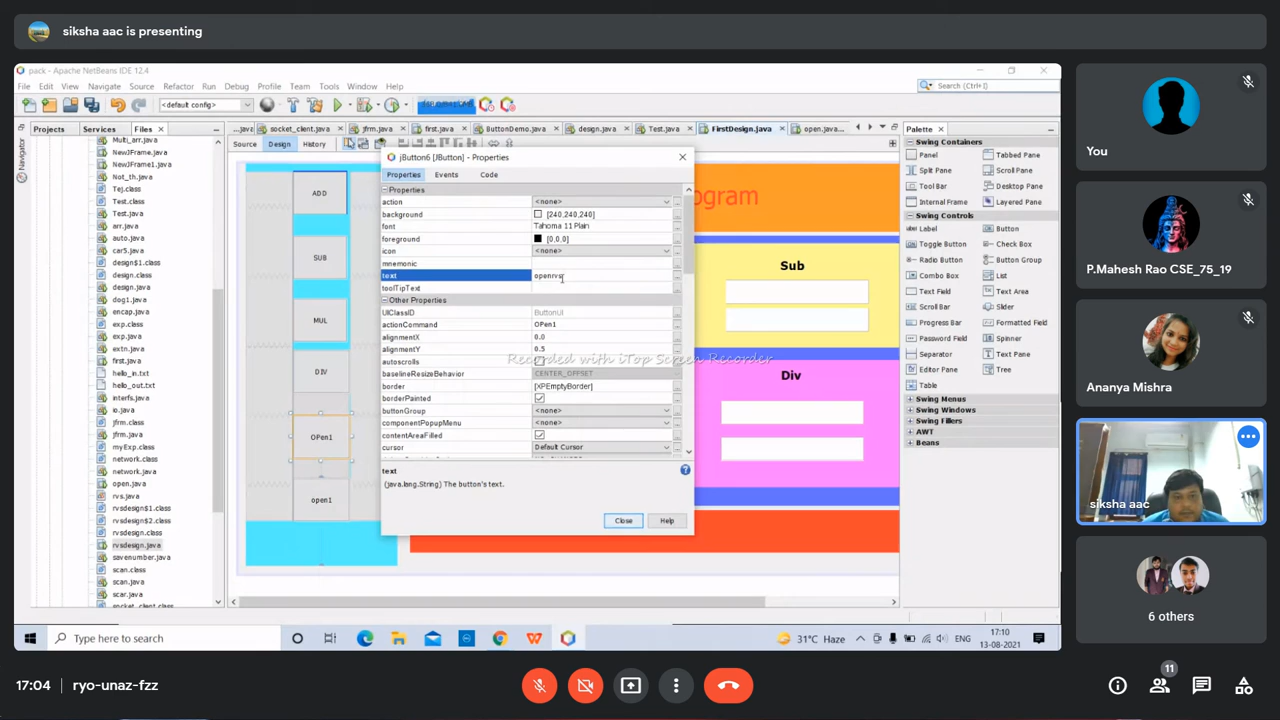 siksha aac is presenting
pack - Apache NetBeans IDE 12.4
File Edit View Navigate Source Refactor Run Debug Profile Team Tools Window Help
Search (Ctrl+I)
<default config>
Projects Services Files
...java socket_client.java jfrm.java first.java ButtonDemo.java design.java Test.java FirstDesign.java open.java...
Source Design History
Navigator
Multi_arr.java
NewJFrame.java
NewJFrame1.java
Not_th.java
Tej.class
Test.class
Test.java
arr.java
auto.java
car5.java
design$1.class
design.class
design.java
dog1.java
encap.java
exp.class
exp.java
extn.java
first.java
hello_in.txt
hello_out.txt
interfs.java
io.java
jfrm.class
jfrm.java
myExp.class
network.class
network.java
open.java
rvs.java
rvsdesign$1.class
rvsdesign$2.class
rvsdesign.class
rvsdesign.java
savenumber.java
scan.class
scan.java
scar.java
socket_client.class
ADD
SUB
MUL
DIV
OPen1
open1
ogram
Sub
Div
jButton6 [JButton] - Properties
Properties Events Code
Properties
action <none>
background [240,240,240]
font Tahoma 11 Plain
foreground [0,0,0]
icon <none>
mnemonic
text openrvs
toolTipText
Other Properties
UIClassID ButtonUI
actionCommand OPen1
alignmentX 0.0
alignmentY 0.5
autoscrolls
baselineResizeBehavior CENTER_OFFSET
border [XPEmptyBorder]
borderPainted
buttonGroup <none>
componentPopupMenu <none>
contentAreaFilled
cursor Default Cursor
text
(java.lang.String) The button's text.
Close Help
Recorded with iTop Screen Recorder
Palette
Swing Containers
Panel Tabbed Pane
Split Pane Scroll Pane
Tool Bar Desktop Pane
Internal Frame Layered Pane
Swing Controls
Label Button
Toggle Button Check Box
Radio Button Button Group
Combo Box List
Text Field Text Area
Scroll Bar Slider
Progress Bar Formatted Field
Password Field Spinner
Separator Text Pane
Editor Pane Tree
Table
Swing Menus
Swing Windows
Swing Fillers
AWT
Beans
Type here to search
31°C Haze
ENG
17:10
13-08-2021
You
P.Mahesh Rao CSE_75_19
Ananya Mishra
siksha aac
6 others
17:04 | ryo-unaz-fzz
11